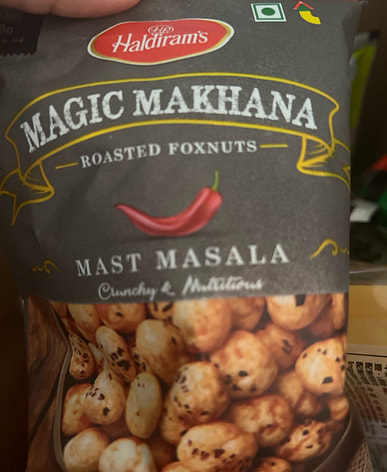 Haldiram's
MAGIC MAKHANA
ROASTED FOXNUTS
MAST MASALA
Crunchy & Nutritious